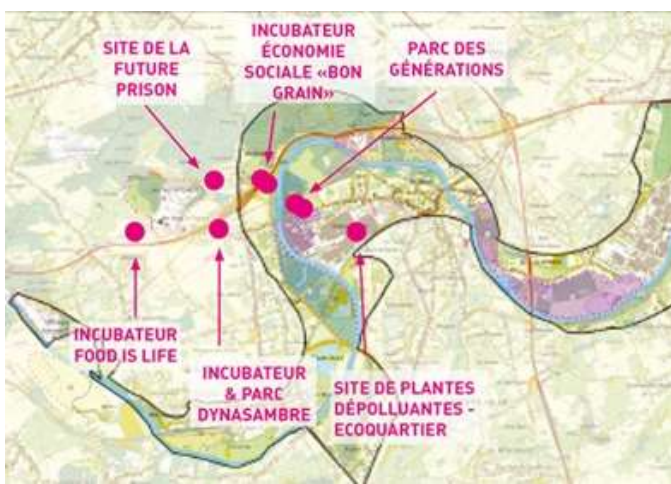 SITE DE LA
FUTURE
PRISON
INCUBATEUR
ÉCONOMIE
SOCIALE «BON
GRAIN»
PARC DES
GÉNÉRATIONS
INCUBATEUR
FOOD IS LIFE
INCUBATEUR
& PARC
DYNASAMBRE
SITE DE PLANTES
DÉPOLLUANTES -
ECOQUARTIER